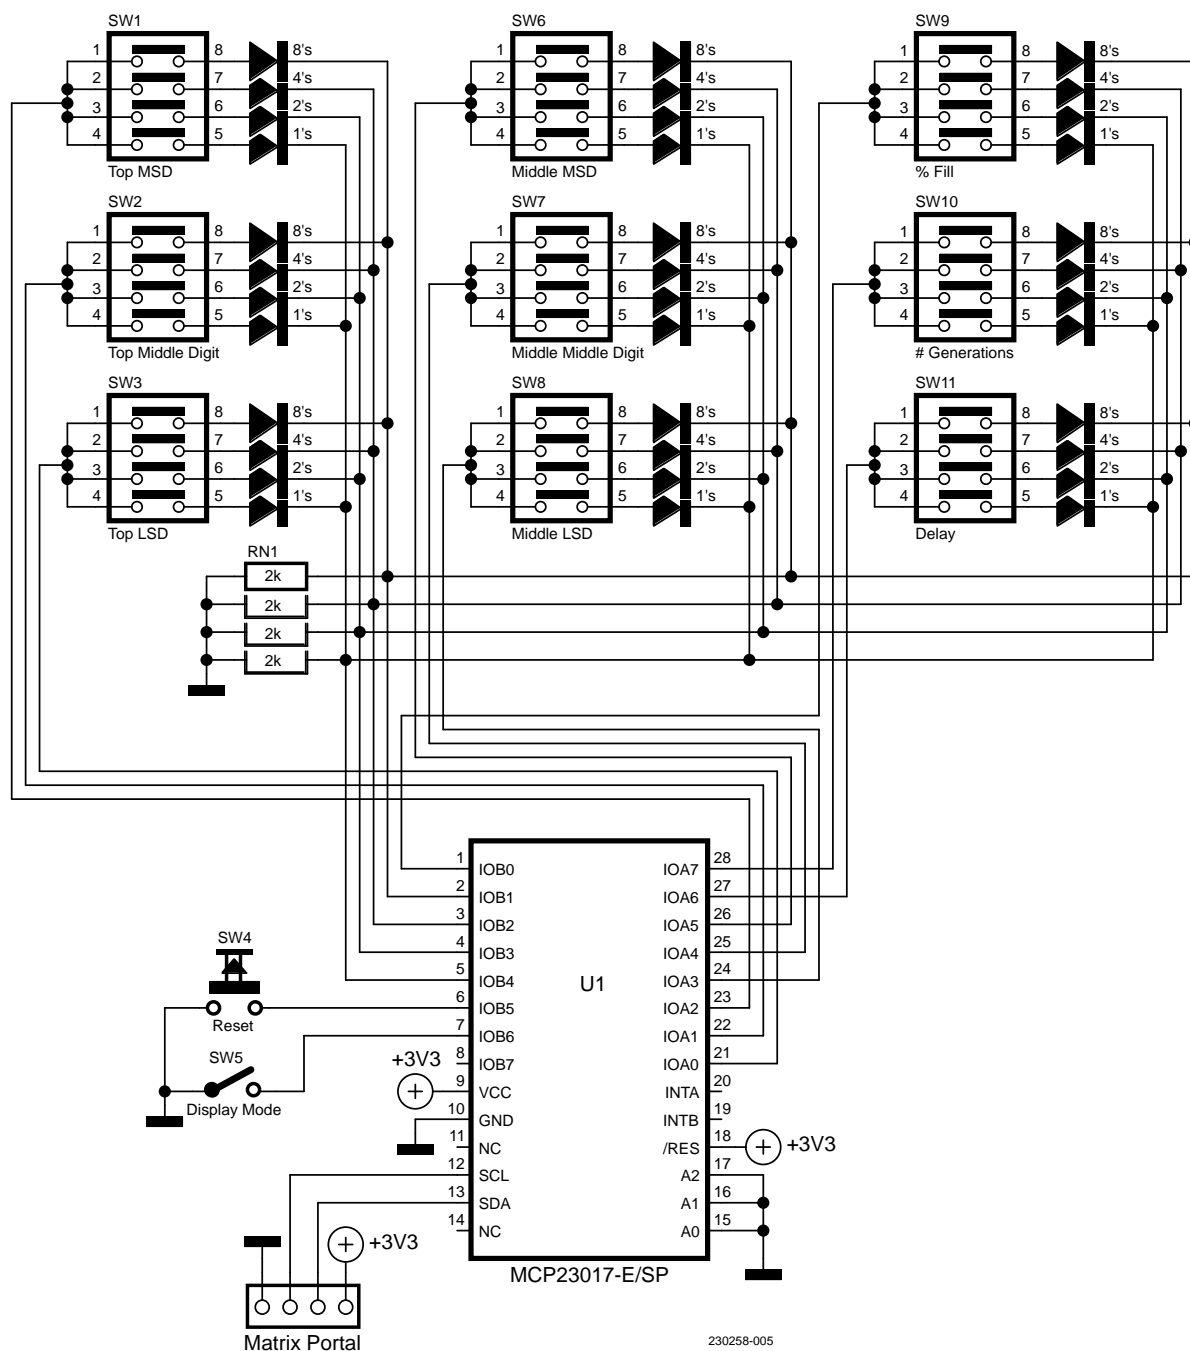 SW1
1 8 8's
2 7 4's
3 6 2's
4 5 1's
Top MSD
SW2
1 8 8's
2 7 4's
3 6 2's
4 5 1's
Top Middle Digit
SW3
1 8 8's
2 7 4's
3 6 2's
4 5 1's
Top LSD
SW6
1 8 8's
2 7 4's
3 6 2's
4 5 1's
Middle MSD
SW7
1 8 8's
2 7 4's
3 6 2's
4 5 1's
Middle Middle Digit
SW8
1 8 8's
2 7 4's
3 6 2's
4 5 1's
Middle LSD
SW9
1 8 8's
2 7 4's
3 6 2's
4 5 1's
% Fill
SW10
1 8 8's
2 7 4's
3 6 2's
4 5 1's
# Generations
SW11
1 8 8's
2 7 4's
3 6 2's
4 5 1's
Delay
RN1
2k
2k
2k
2k
1 IOB0 IOA7 28
2 IOB1 IOA6 27
3 IOB2 IOA5 26
4 IOB3 IOA4 25
5 IOB4 IOA3 24
6 IOB5 IOA2 23
7 IOB6 IOA1 22
8 IOB7 IOA0 21
9 VCC INTA 20
10 GND INTB 19
11 NC /RES 18
12 SCL A2 17
13 SDA A1 16
14 NC A0 15
U1
MCP23017-E/SP
SW4
Reset
SW5
Display Mode
+3V3
+3V3
+3V3
Matrix Portal
230258-005